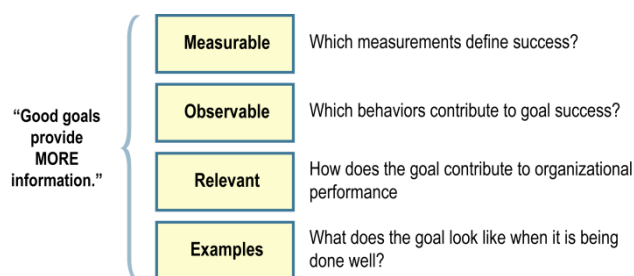 “Good goals
provide
MORE
information.”
Measurable
Which measurements define success?
Observable
Which behaviors contribute to goal success?
Relevant
How does the goal contribute to organizational
performance
Examples
What does the goal look like when it is being
done well?